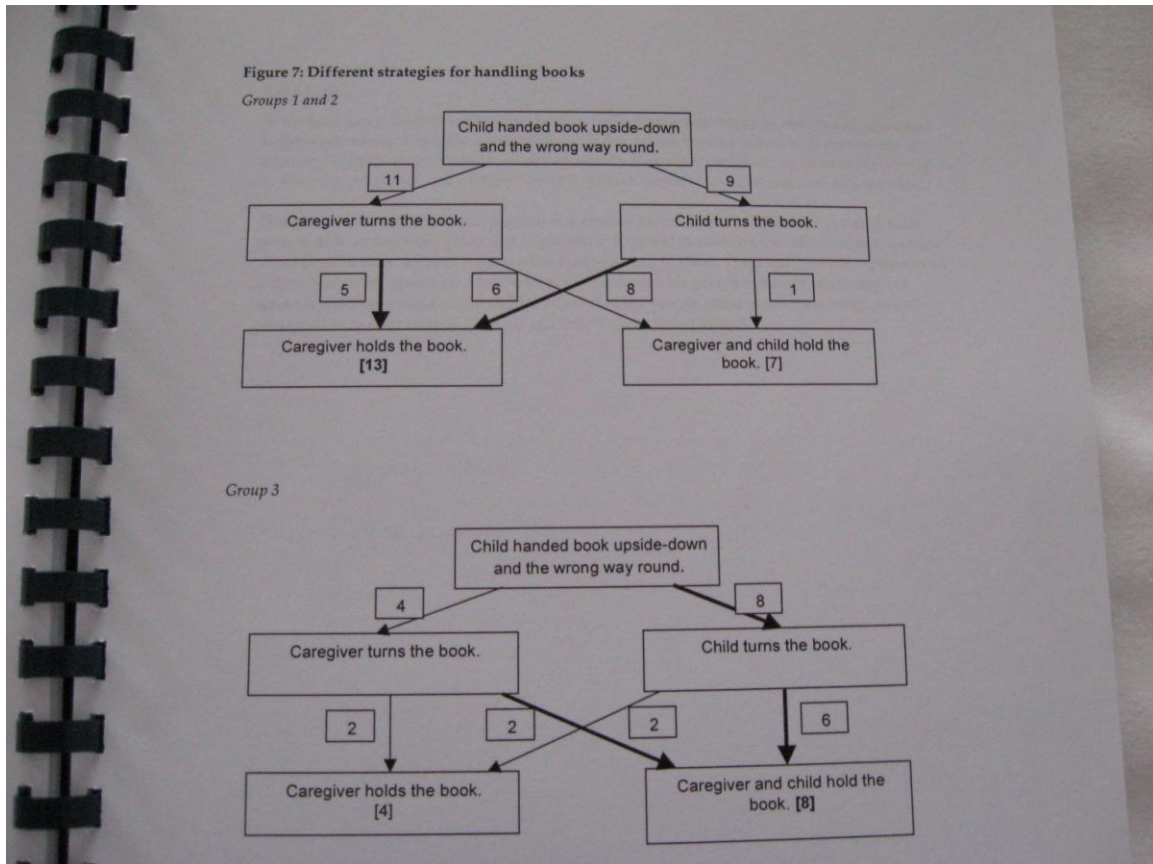 Figure 7: Different strategies for handling books
Groups 1 and 2
Child handed book upside-down
and the wrong way round.
11
9
Caregiver turns the book.
Child turns the book.
5
6
8
1
Caregiver holds the book.
[13]
Caregiver and child hold the
book. [7]
Group 3
Child handed book upside-down
and the wrong way round.
4
8
Caregiver turns the book.
Child turns the book.
2
2
2
6
Caregiver holds the book.
[4]
Caregiver and child hold the
book. [8]